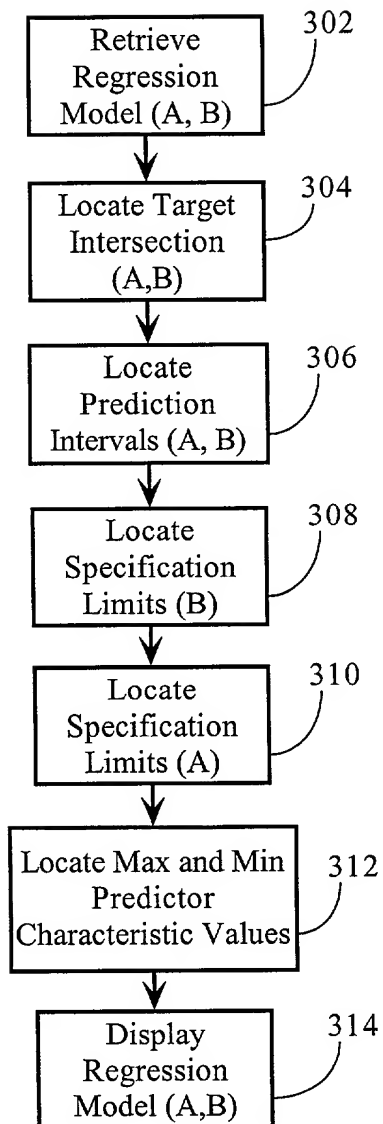 Retrieve
Regression
Model (A, B)
302
Locate Target
Intersection
(A,B)
304
Locate
Prediction
Intervals (A, B)
306
Locate
Specification
Limits (B)
308
Locate
Specification
Limits (A)
310
Locate Max and Min
Predictor
Characteristic Values
312
Display
Regression
Model (A,B)
314